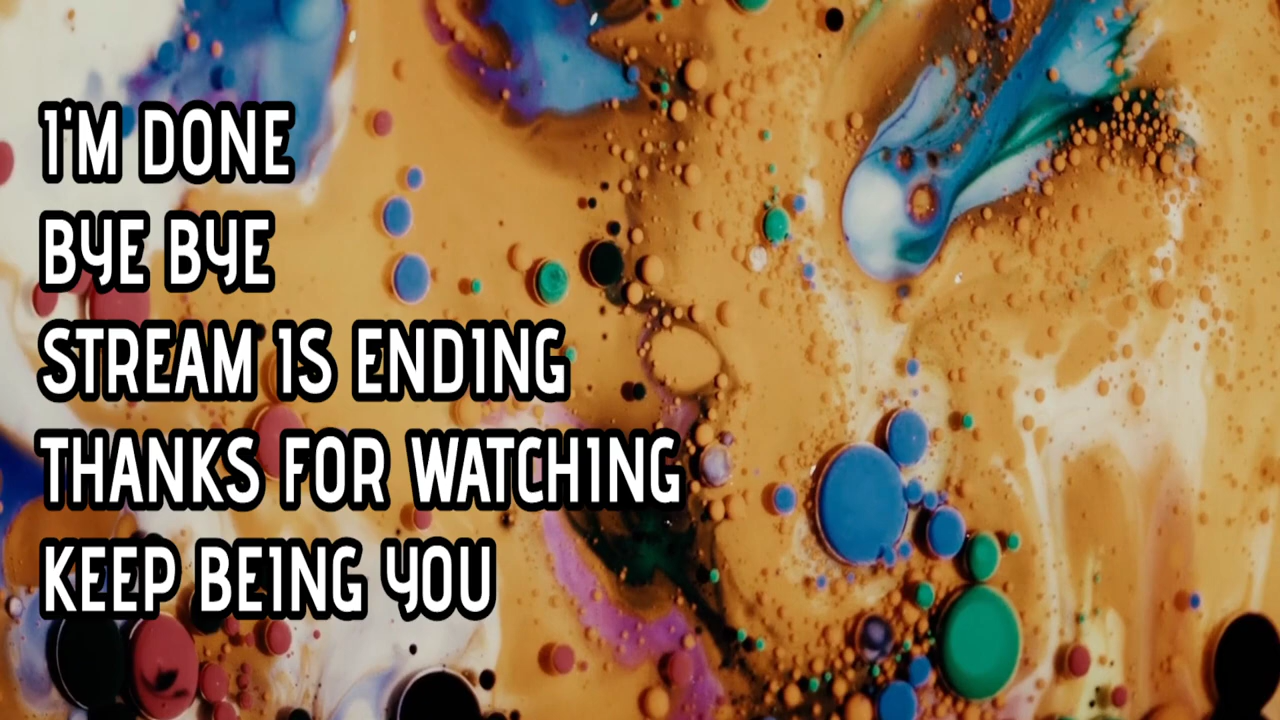 I'M DONE
BYE BYE
STREAM IS ENDING
THANKS FOR WATCHING
KEEP BEING YOU